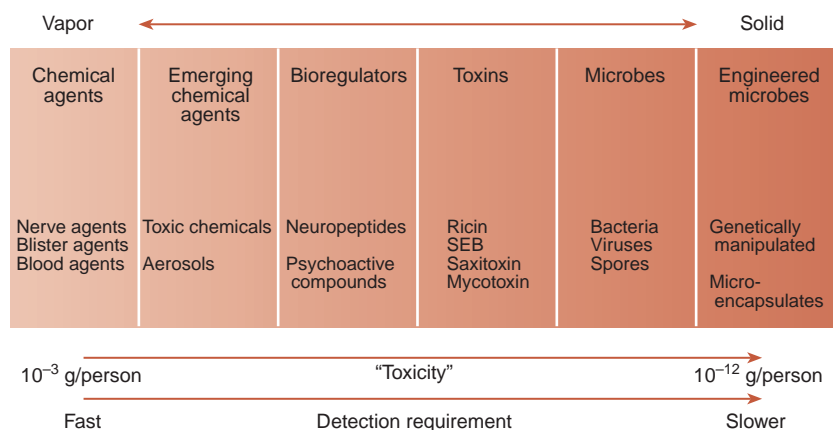 Vapor
Solid
Chemical
agents
Emerging
chemical
agents
Bioregulators
Toxins
Microbes
Engineered
microbes
Nerve agents
Blister agents
Blood agents
Toxic chemicals
Aerosols
Neuropeptides
Psychoactive
compounds
Ricin
SEB
Saxitoxin
Mycotoxin
Bacteria
Viruses
Spores
Genetically
manipulated
Micro-
encapsulates
10⁻³ g/person
“Toxicity”
10⁻¹² g/person
Fast
Detection requirement
Slower